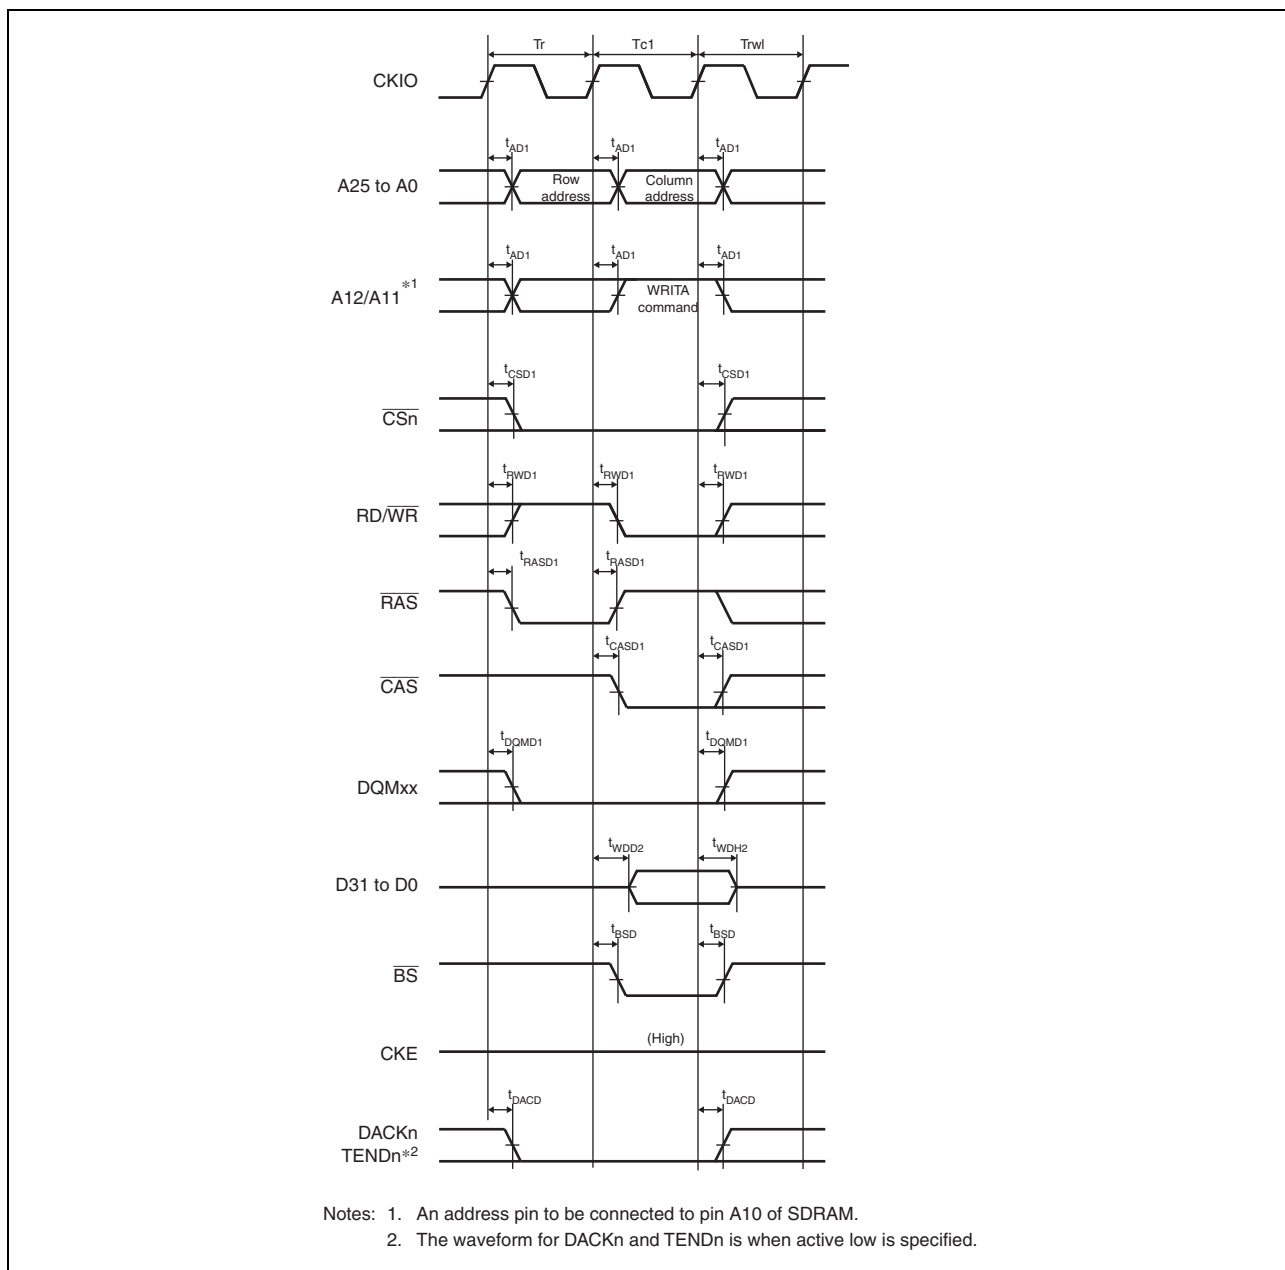 Tr Tc1 Trwl
CKIO
tAD1 tAD1 tAD1
A25 to A0
Row address
Column address
tAD1 tAD1 tAD1
A12/A11*1
WRITA command
tCSD1 tCSD1
CSn
tRWD1 tRWD1 tRWD1
RD/WR
tRASD1 tRASD1
RAS
tCASD1 tCASD1
CAS
tDQMD1 tDQMD1
DQMxx
tWDD2 tWDH2
D31 to D0
tBSD tBSD
BS
(High)
CKE
tDACD tDACD
DACKn
TENDn*2
Notes: 1. An address pin to be connected to pin A10 of SDRAM.
2. The waveform for DACKn and TENDn is when active low is specified.